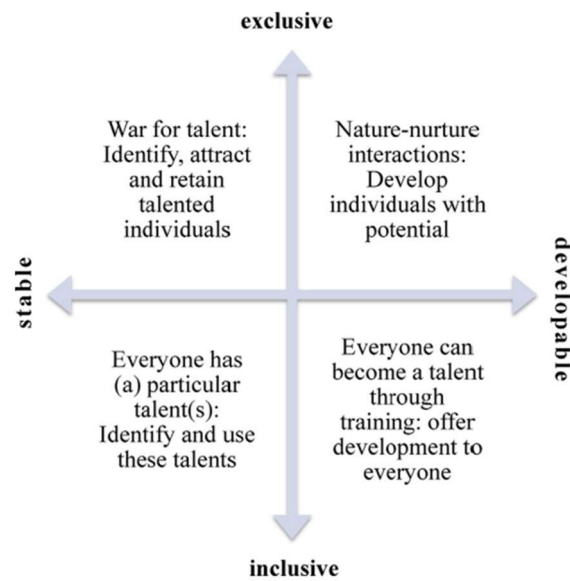 exclusive
War for talent:
Identify, attract
and retain
talented
individuals
Nature-nurture
interactions:
Develop
individuals with
potential
stable
developable
Everyone has
(a) particular
talent(s):
Identify and use
these talents
Everyone can
become a talent
through
training: offer
development to
everyone
inclusive